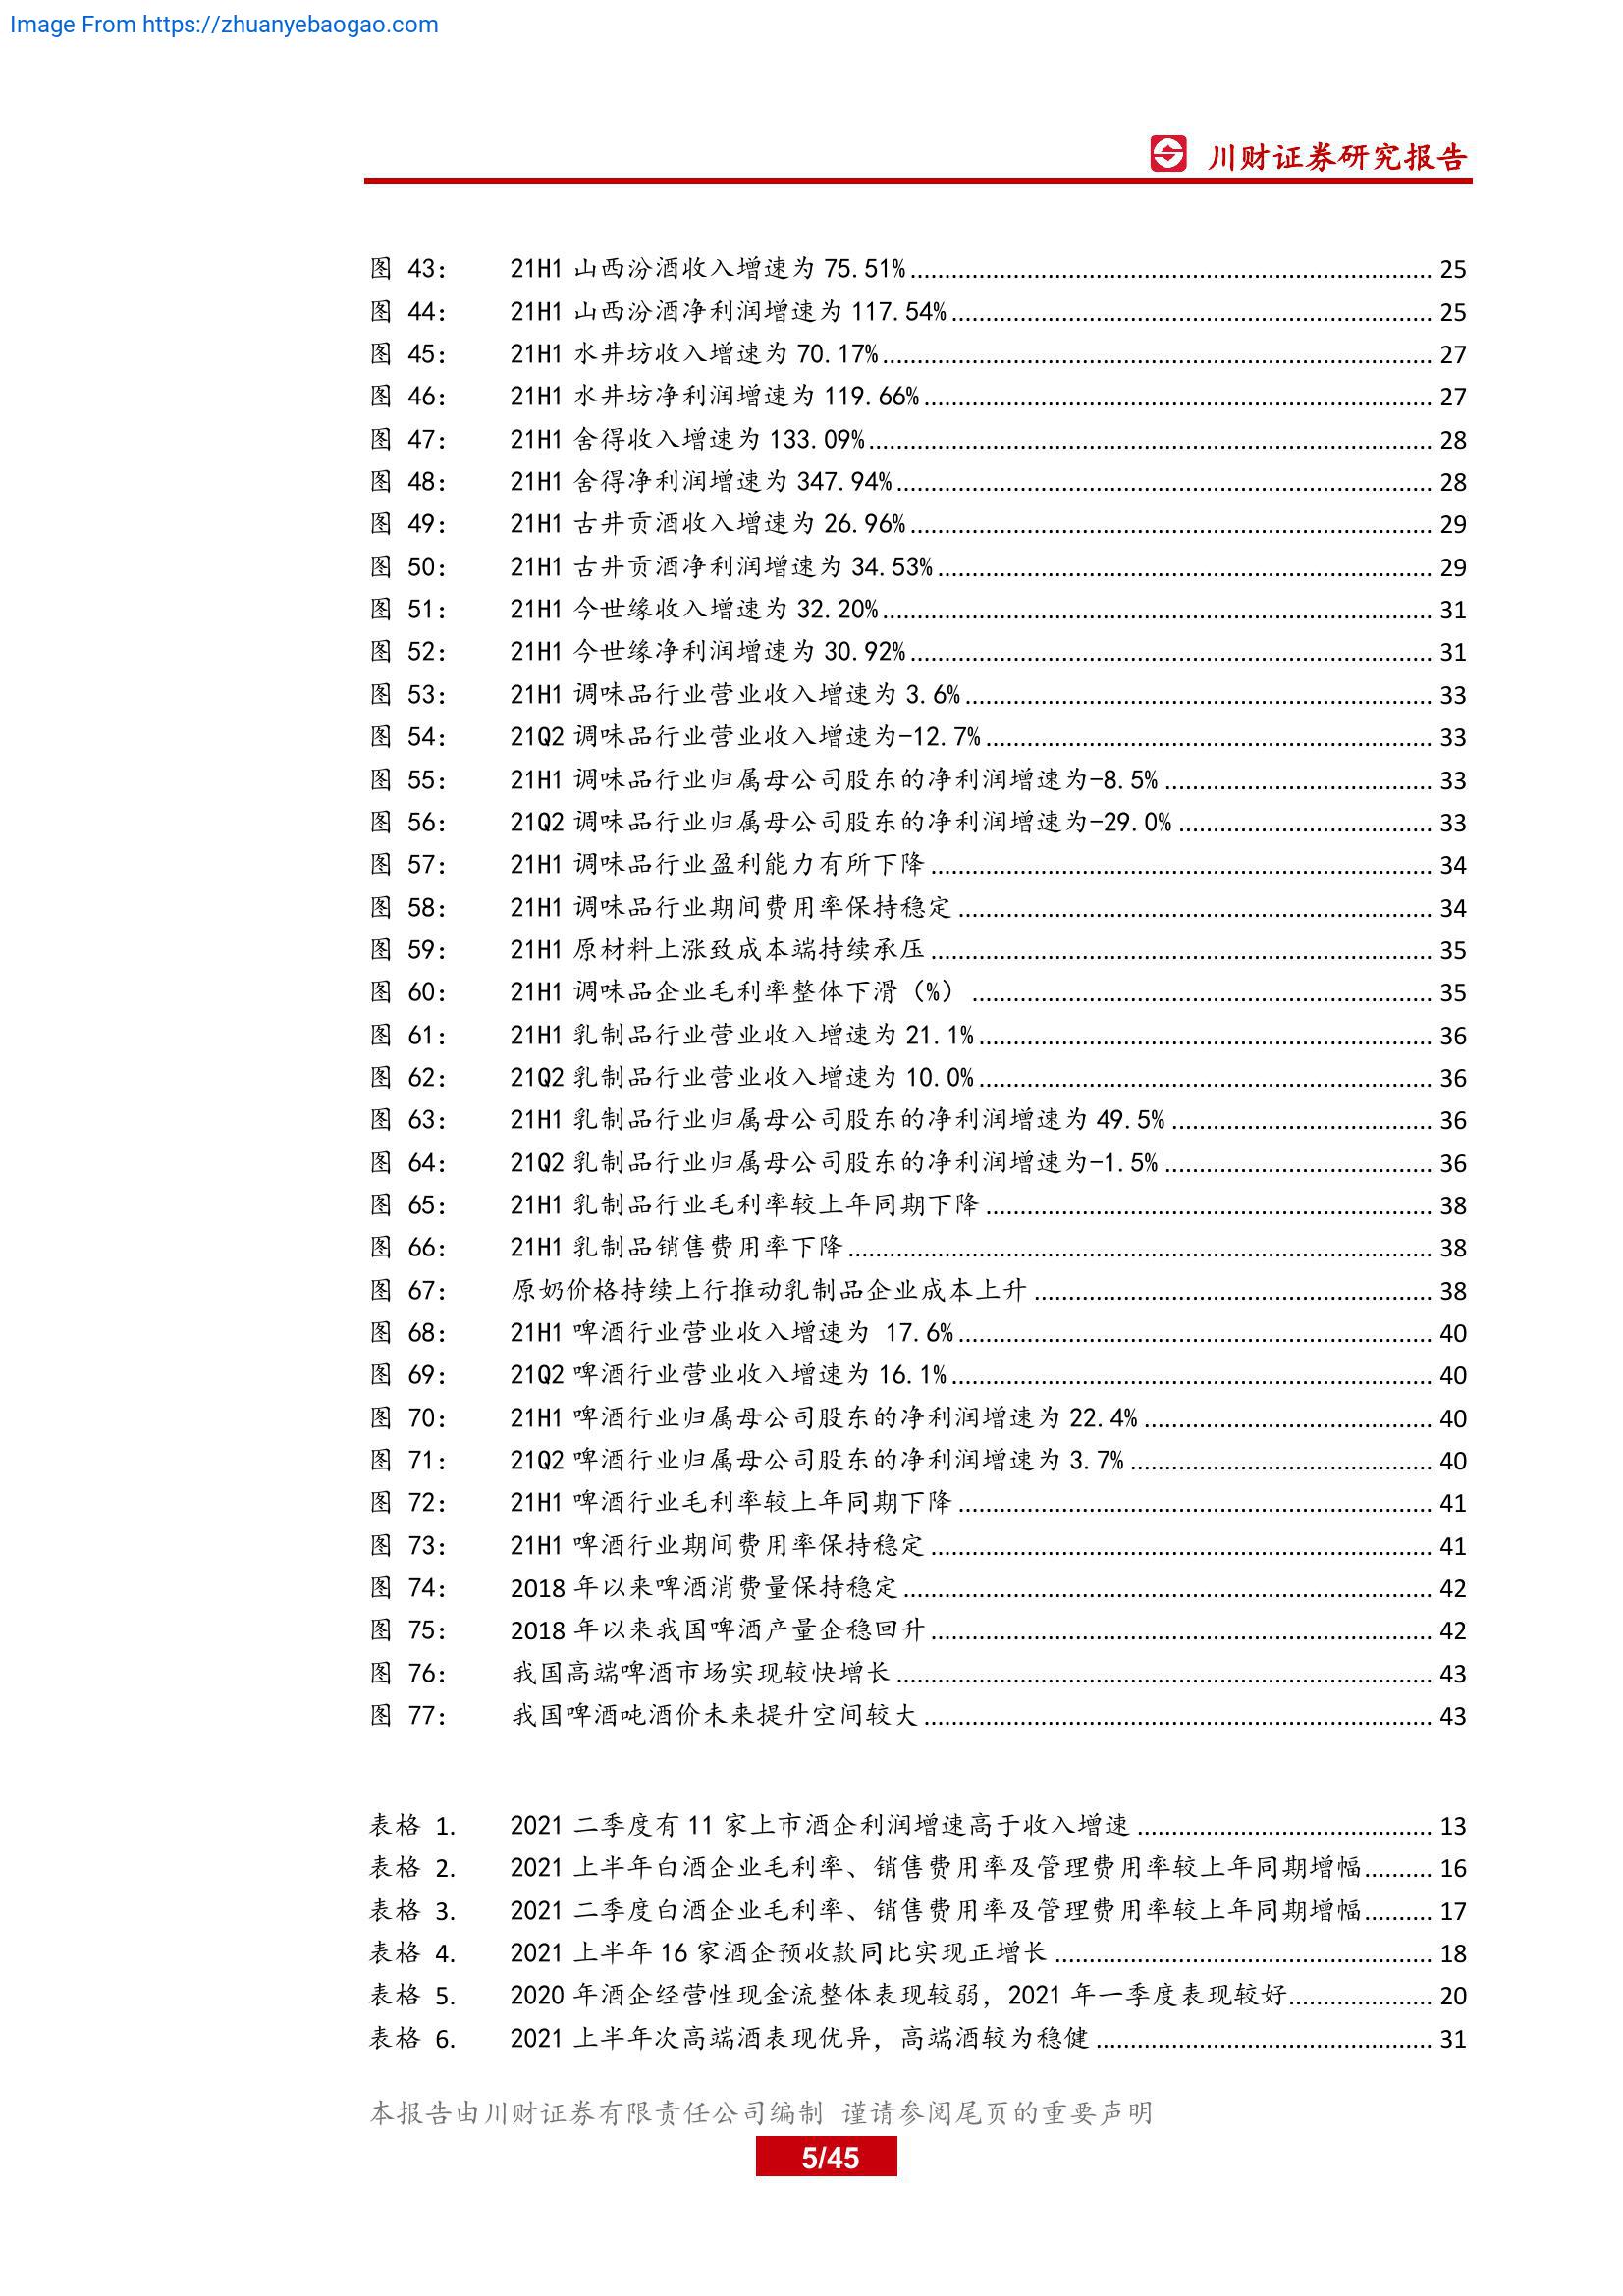 Image From https://zhuanyebaogao.com
川财证券研究报告
图 43： 21H1 山西汾酒收入增速为 75.51% 25
图 44： 21H1 山西汾酒净利润增速为 117.54% 25
图 45： 21H1 水井坊收入增速为 70.17% 27
图 46： 21H1 水井坊净利润增速为 119.66% 27
图 47： 21H1 舍得收入增速为 133.09% 28
图 48： 21H1 舍得净利润增速为 347.94% 28
图 49： 21H1 古井贡酒收入增速为 26.96% 29
图 50： 21H1 古井贡酒净利润增速为 34.53% 29
图 51： 21H1 今世缘收入增速为 32.20% 31
图 52： 21H1 今世缘净利润增速为 30.92% 31
图 53： 21H1 调味品行业营业收入增速为 3.6% 33
图 54： 21Q2 调味品行业营业收入增速为-12.7% 33
图 55： 21H1 调味品行业归属母公司股东的净利润增速为-8.5% 33
图 56： 21Q2 调味品行业归属母公司股东的净利润增速为-29.0% 33
图 57： 21H1 调味品行业盈利能力有所下降 34
图 58： 21H1 调味品行业期间费用率保持稳定 34
图 59： 21H1 原材料上涨致成本端持续承压 35
图 60： 21H1 调味品企业毛利率整体下滑（%） 35
图 61： 21H1 乳制品行业营业收入增速为 21.1% 36
图 62： 21Q2 乳制品行业营业收入增速为 10.0% 36
图 63： 21H1 乳制品行业归属母公司股东的净利润增速为 49.5% 36
图 64： 21Q2 乳制品行业归属母公司股东的净利润增速为-1.5% 36
图 65： 21H1 乳制品行业毛利率较上年同期下降 38
图 66： 21H1 乳制品销售费用率下降 38
图 67： 原奶价格持续上行推动乳制品企业成本上升 38
图 68： 21H1 啤酒行业营业收入增速为 17.6% 40
图 69： 21Q2 啤酒行业营业收入增速为 16.1% 40
图 70： 21H1 啤酒行业归属母公司股东的净利润增速为 22.4% 40
图 71： 21Q2 啤酒行业归属母公司股东的净利润增速为 3.7% 40
图 72： 21H1 啤酒行业毛利率较上年同期下降 41
图 73： 21H1 啤酒行业期间费用率保持稳定 41
图 74： 2018 年以来啤酒消费量保持稳定 42
图 75： 2018 年以来我国啤酒产量企稳回升 42
图 76： 我国高端啤酒市场实现较快增长 43
图 77： 我国啤酒吨酒价未来提升空间较大 43
表格 1. 2021 二季度有 11 家上市酒企利润增速高于收入增速 13
表格 2. 2021 上半年白酒企业毛利率、销售费用率及管理费用率较上年同期增幅 16
表格 3. 2021 二季度白酒企业毛利率、销售费用率及管理费用率较上年同期增幅 17
表格 4. 2021 上半年 16 家酒企预收款同比实现正增长 18
表格 5. 2020 年酒企经营性现金流整体表现较弱，2021 年一季度表现较好 20
表格 6. 2021 上半年次高端酒表现优异，高端酒较为稳健 31
本报告由川财证券有限责任公司编制 谨请参阅尾页的重要声明
5/45